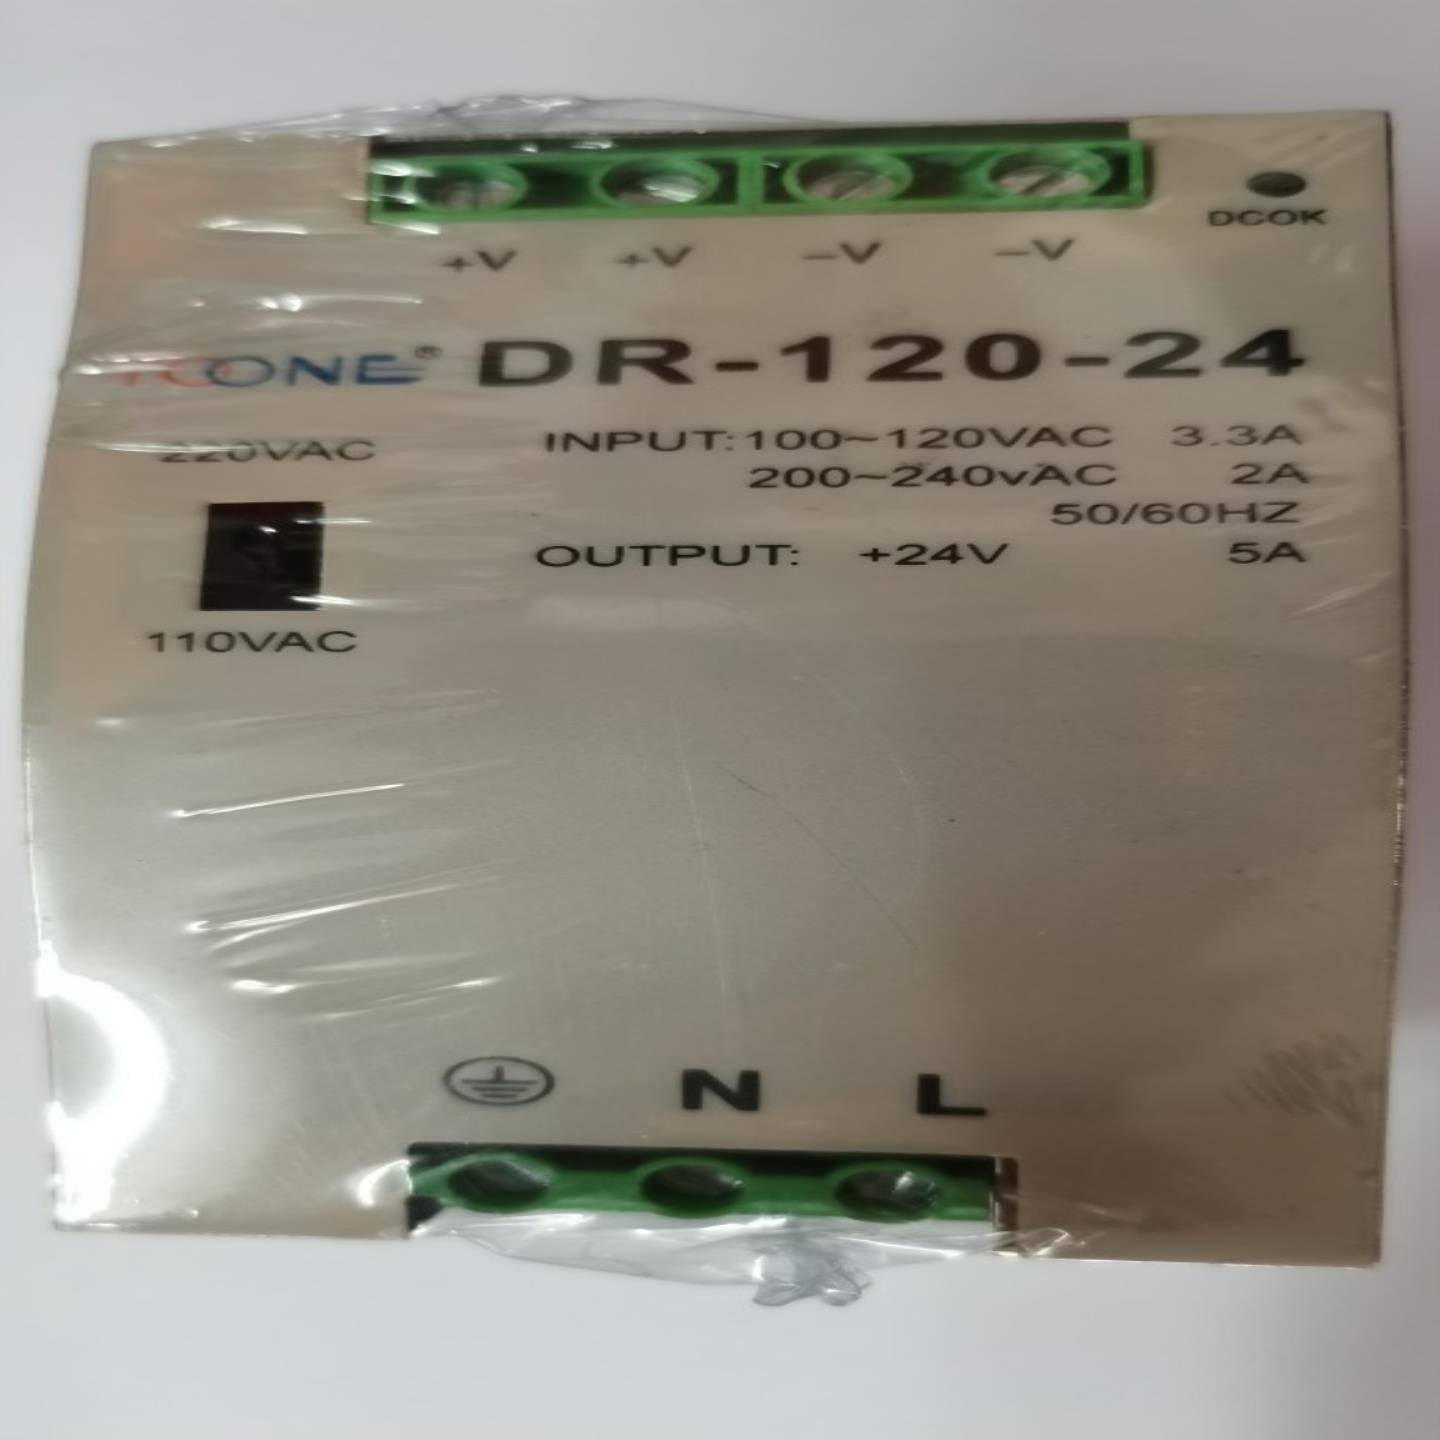 +V +V –V –V
DCOK
TOONE® DR-120-24
220VAC
INPUT:100~120VAC 3.3A
200~240vAC 2A
50/60HZ
OUTPUT: +24V 5A
110VAC
N L